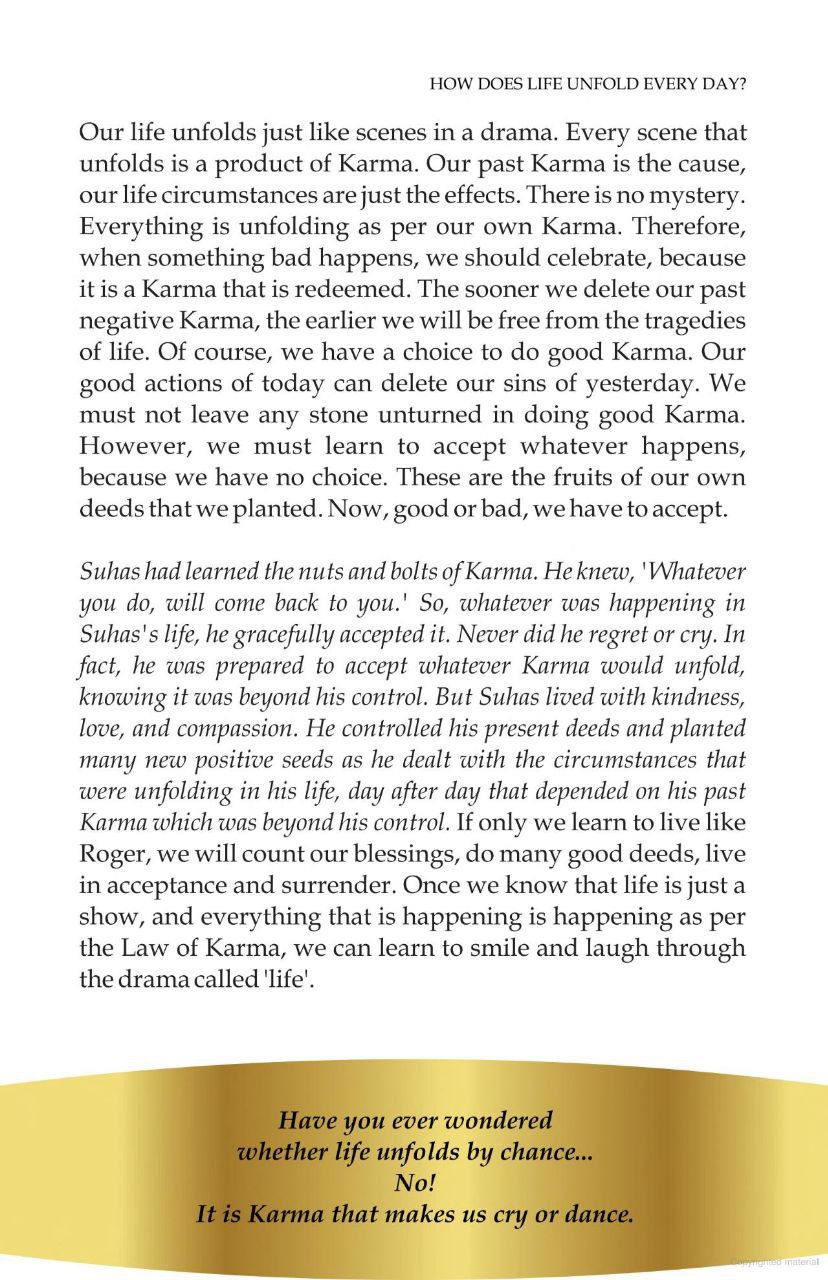 HOW DOES LIFE UNFOLD EVERY DAY?
Our life unfolds just like scenes in a drama. Every scene that
unfolds is a product of Karma. Our past Karma is the cause,
our life circumstances are just the effects. There is no mystery.
Everything is unfolding as per our own Karma. Therefore,
when something bad happens, we should celebrate, because
it is a Karma that is redeemed. The sooner we delete our past
negative Karma, the earlier we will be free from the tragedies
of life. Of course, we have a choice to do good Karma. Our
good actions of today can delete our sins of yesterday. We
must not leave any stone unturned in doing good Karma.
However, we must learn to accept whatever happens,
because we have no choice. These are the fruits of our own
deeds that we planted. Now, good or bad, we have to accept.
Suhas had learned the nuts and bolts of Karma. He knew, 'Whatever
you do, will come back to you.' So, whatever was happening in
Suhas's life, he gracefully accepted it. Never did he regret or cry. In
fact, he was prepared to accept whatever Karma would unfold,
knowing it was beyond his control. But Suhas lived with kindness,
love, and compassion. He controlled his present deeds and planted
many new positive seeds as he dealt with the circumstances that
were unfolding in his life, day after day that depended on his past
Karma which was beyond his control. If only we learn to live like
Roger, we will count our blessings, do many good deeds, live
in acceptance and surrender. Once we know that life is just a
show, and everything that is happening is happening as per
the Law of Karma, we can learn to smile and laugh through
the drama called 'life'.
Have you ever wondered
whether life unfolds by chance...
No!
It is Karma that makes us cry or dance.
Copyrighted material